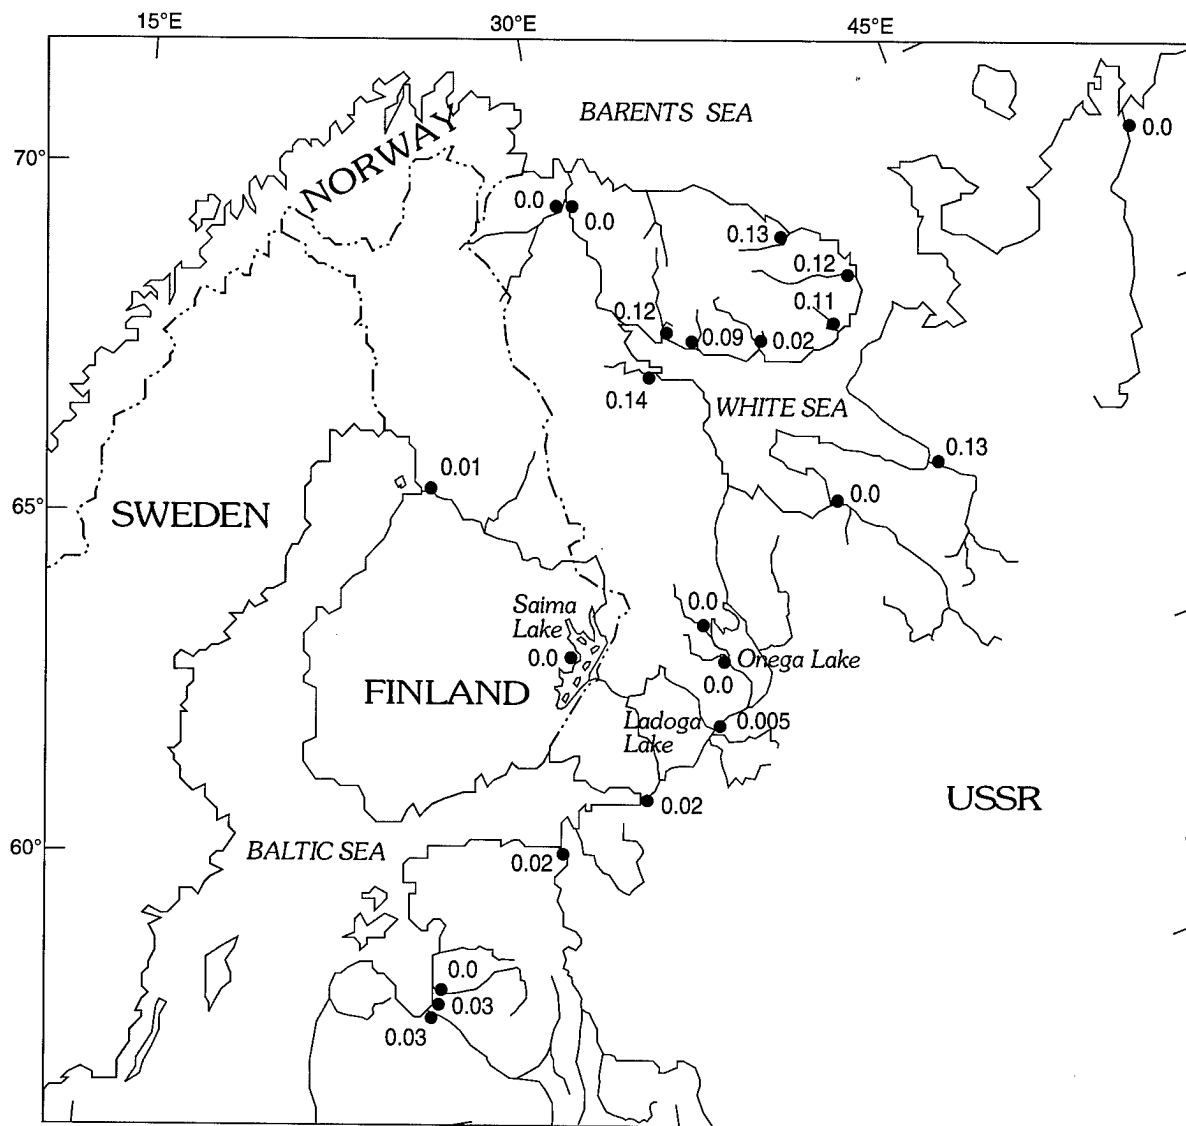 15°E 30°E 45°E
BARENTS SEA
0.0
70°
NORWAY
0.0
0.0
0.13
0.12
0.11
0.12
0.09
0.02
0.14
WHITE SEA
0.13
0.01
0.0
65°
SWEDEN
Saima
Lake
0.0
0.0
Onega Lake
0.0
FINLAND
Ladoga
Lake
0.005
USSR
0.02
60°
BALTIC SEA
0.02
0.0
0.03
0.03